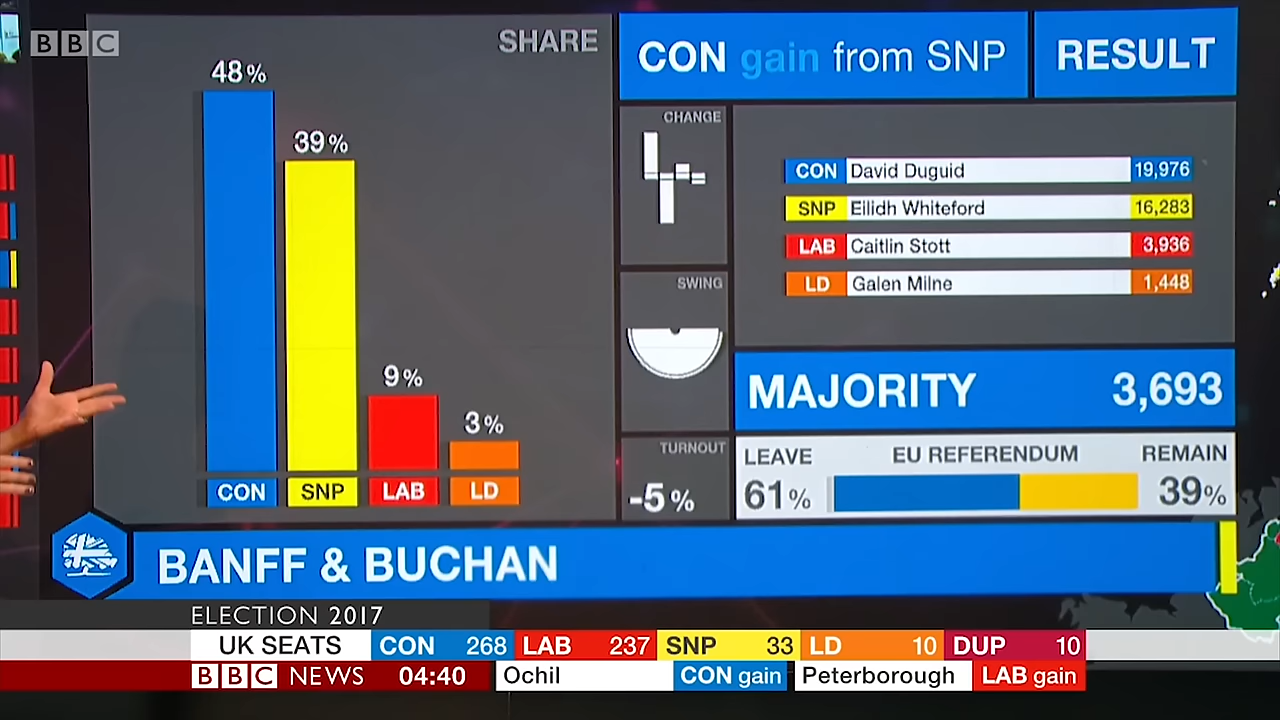 BBC
SHARE
48%
39%
9%
3%
CON SNP LAB LD
CON gain from SNP
RESULT
CHANGE
SWING
TURNOUT
-5%
CON David Duguid 19,976
SNP Eilidh Whiteford 16,283
LAB Caitlin Stott 3,936
LD Galen Milne 1,448
MAJORITY 3,693
LEAVE EU REFERENDUM REMAIN
61% 39%
BANFF & BUCHAN
ELECTION 2017
UK SEATS CON 268 LAB 237 SNP 33 LD 10 DUP 10
BBC NEWS 04:40 Ochil CON gain Peterborough LAB gain